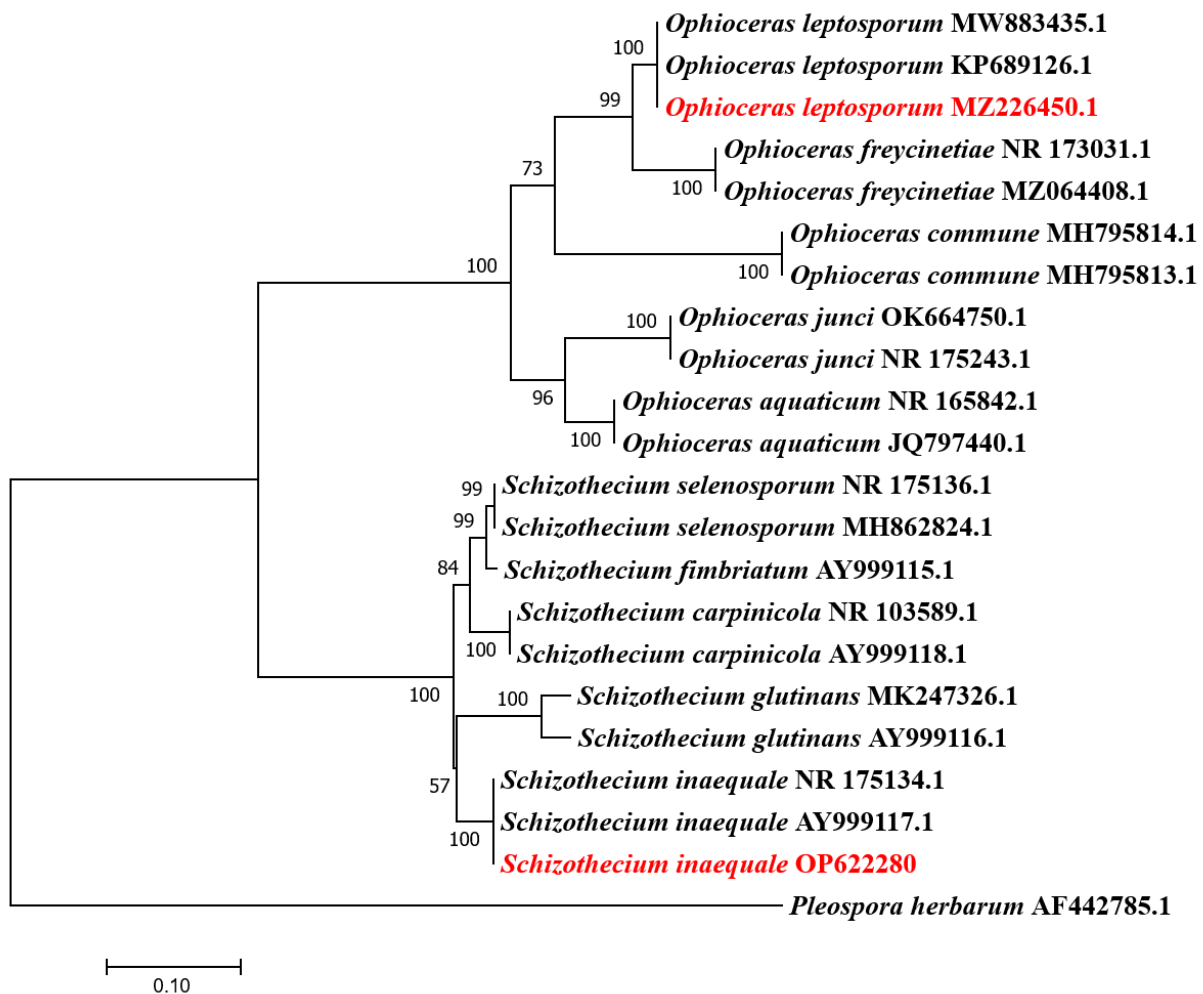 Ophioceras leptosporum MW883435.1
100
Ophioceras leptosporum KP689126.1
99
Ophioceras leptosporum MZ226450.1
Ophioceras freycinetiae NR 173031.1
73
100
Ophioceras freycinetiae MZ064408.1
Ophioceras commune MH795814.1
100
100
Ophioceras commune MH795813.1
100
Ophioceras junci OK664750.1
Ophioceras junci NR 175243.1
96
Ophioceras aquaticum NR 165842.1
100
Ophioceras aquaticum JQ797440.1
99
Schizothecium selenosporum NR 175136.1
99
Schizothecium selenosporum MH862824.1
84
Schizothecium fimbriatum AY999115.1
Schizothecium carpinicola NR 103589.1
100
Schizothecium carpinicola AY999118.1
100
100
Schizothecium glutinans MK247326.1
Schizothecium glutinans AY999116.1
57
Schizothecium inaequale NR 175134.1
Schizothecium inaequale AY999117.1
100
Schizothecium inaequale OP622280
Pleospora herbarum AF442785.1
0.10